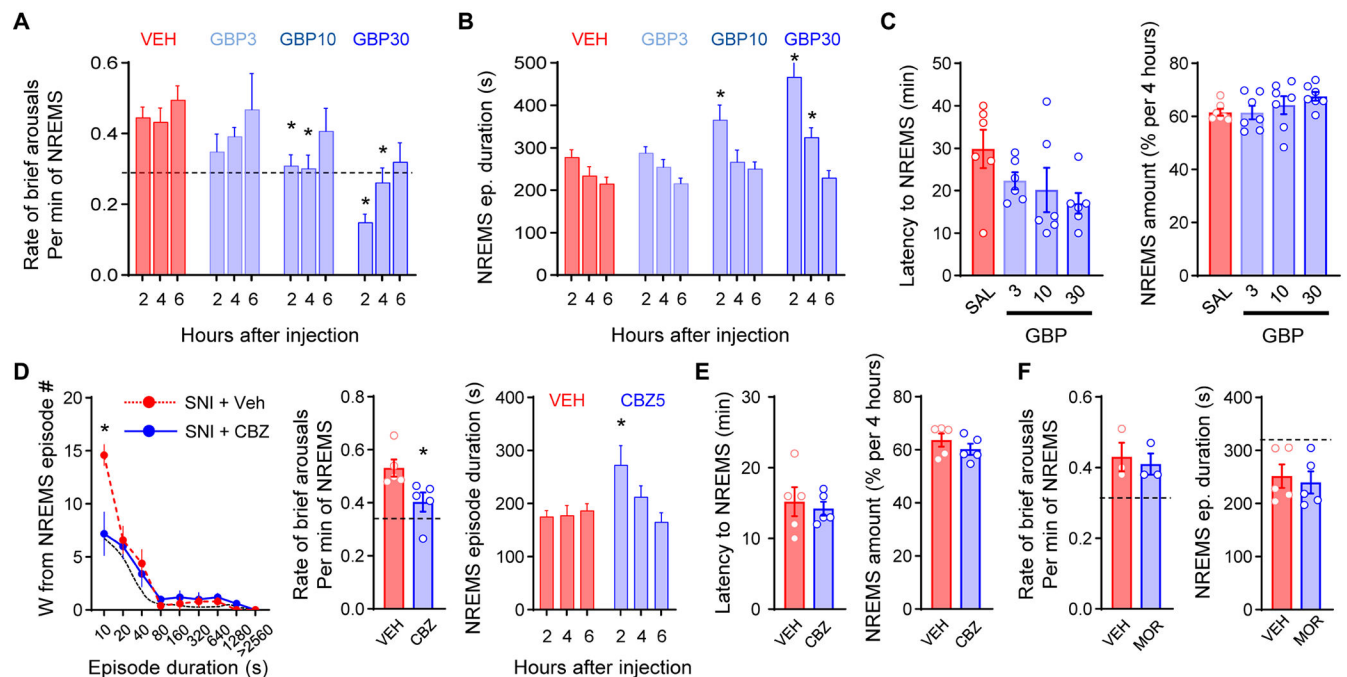 A
VEH GBP3 GBP10 GBP30
Rate of brief arousals
Per min of NREMS
0.6
0.4
0.2
0.0
* * * *
2 4 6 2 4 6 2 4 6 2 4 6
Hours after injection
B
VEH GBP3 GBP10 GBP30
NREMS ep. duration (s)
500
400
300
200
100
0
* * *
2 4 6 2 4 6 2 4 6 2 4 6
Hours after injection
C
Latency to NREMS (min)
50
40
30
20
10
0
SAL 3 10 30
GBP
NREMS amount (% per 4 hours)
80
60
40
20
0
SAL 3 10 30
GBP
D
W from NREMS episode #
20
15
10
5
0
*
SNI + Veh
SNI + CBZ
10 20 40 80 160 320 640 1280 >2560
Episode duration (s)
Rate of brief arousals
Per min of NREMS
0.8
0.6
0.4
0.2
0.0
*
VEH CBZ
NREMS episode duration (s)
400
300
200
100
0
VEH CBZ5
*
2 4 6 2 4 6
Hours after injection
E
Latency to NREMS (min)
30
20
10
0
VEH CBZ
NREMS amount (% per 4 hours)
80
60
40
20
0
VEH CBZ
F
Rate of brief arousals
Per min of NREMS
0.6
0.4
0.2
0.0
VEH MOR
NREMS ep. duration (s)
400
300
200
100
0
VEH MOR